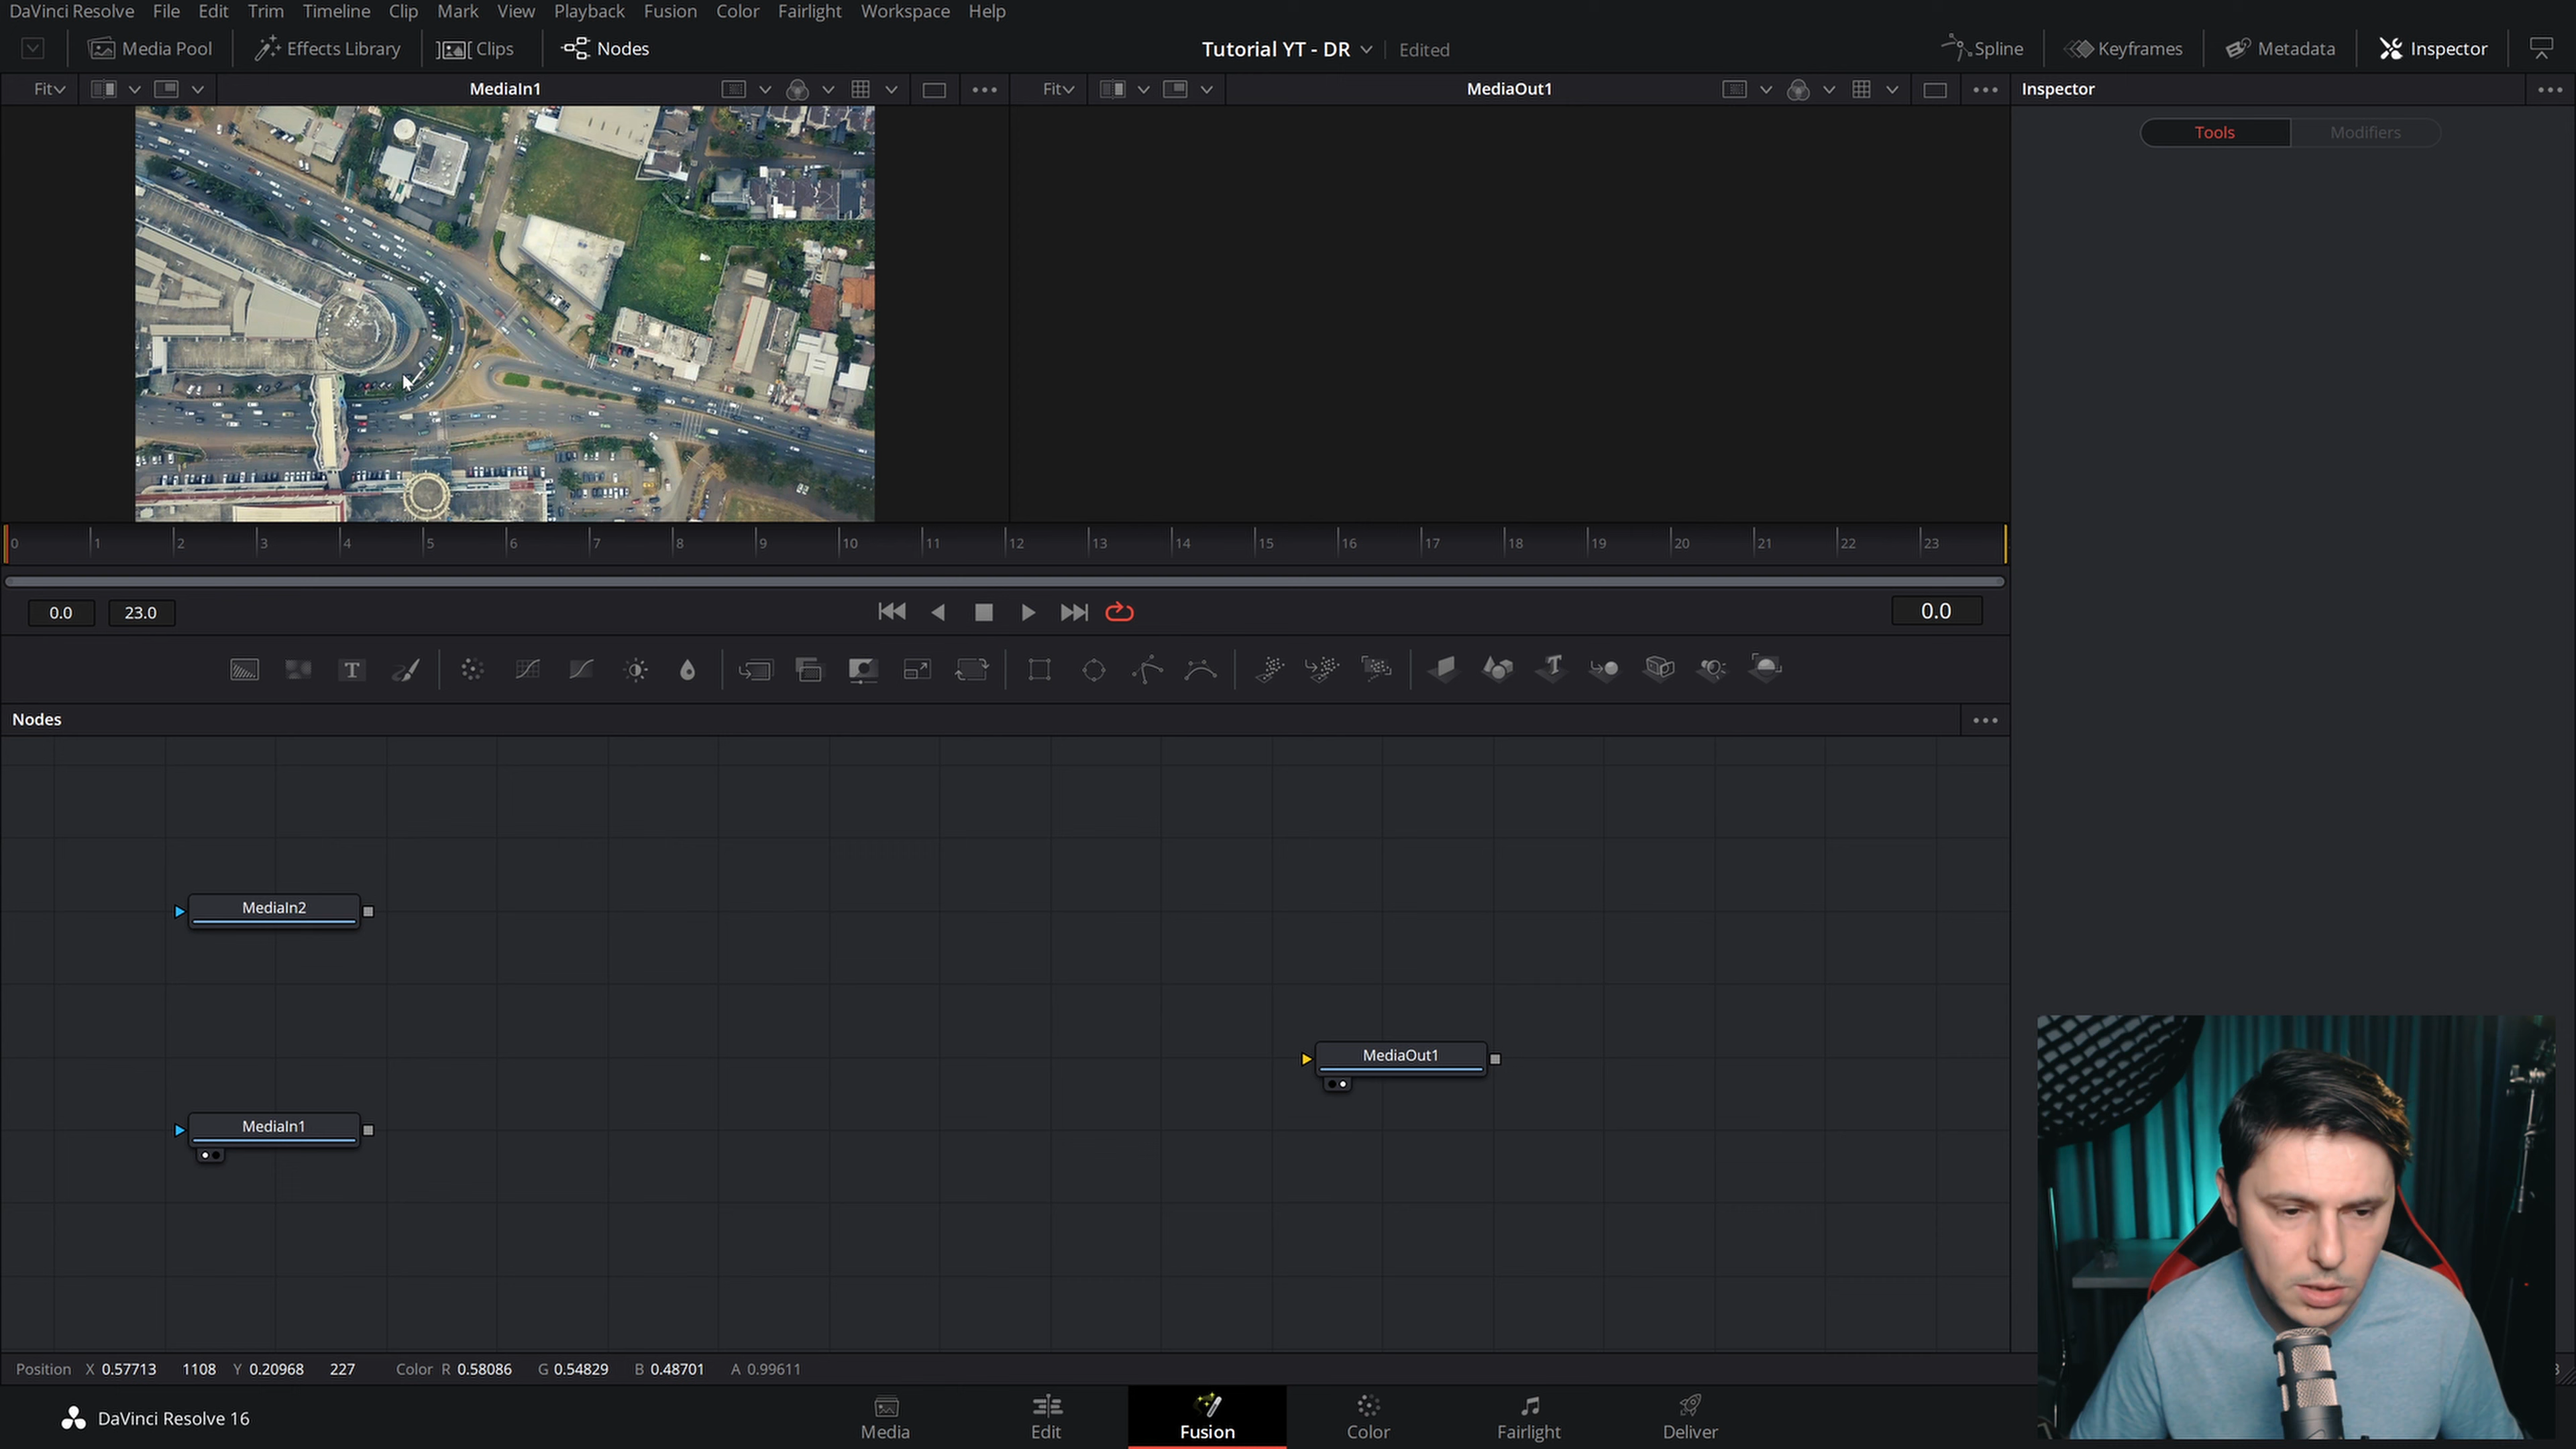 DaVinci Resolve File Edit Trim Timeline Clip Mark View Playback Fusion Color Fairlight Workspace Help
Media Pool Effects Library Clips Nodes Tutorial YT - DR Edited Spline Keyframes Metadata Inspector
Fit MediaIn1 Fit MediaOut1 Inspector
Tools Modifiers
0 1 2 3 4 5 6 7 8 9 10 11 12 13 14 15 16 17 18 19 20 21 22 23
0.0 23.0 0.0
T T
Nodes
MediaIn2
MediaOut1
MediaIn1
Position X 0.57713 1108 Y 0.20968 227 Color R 0.58086 G 0.54829 B 0.48701 A 0.99611
DaVinci Resolve 16 Media Edit Fusion Color Fairlight Deliver